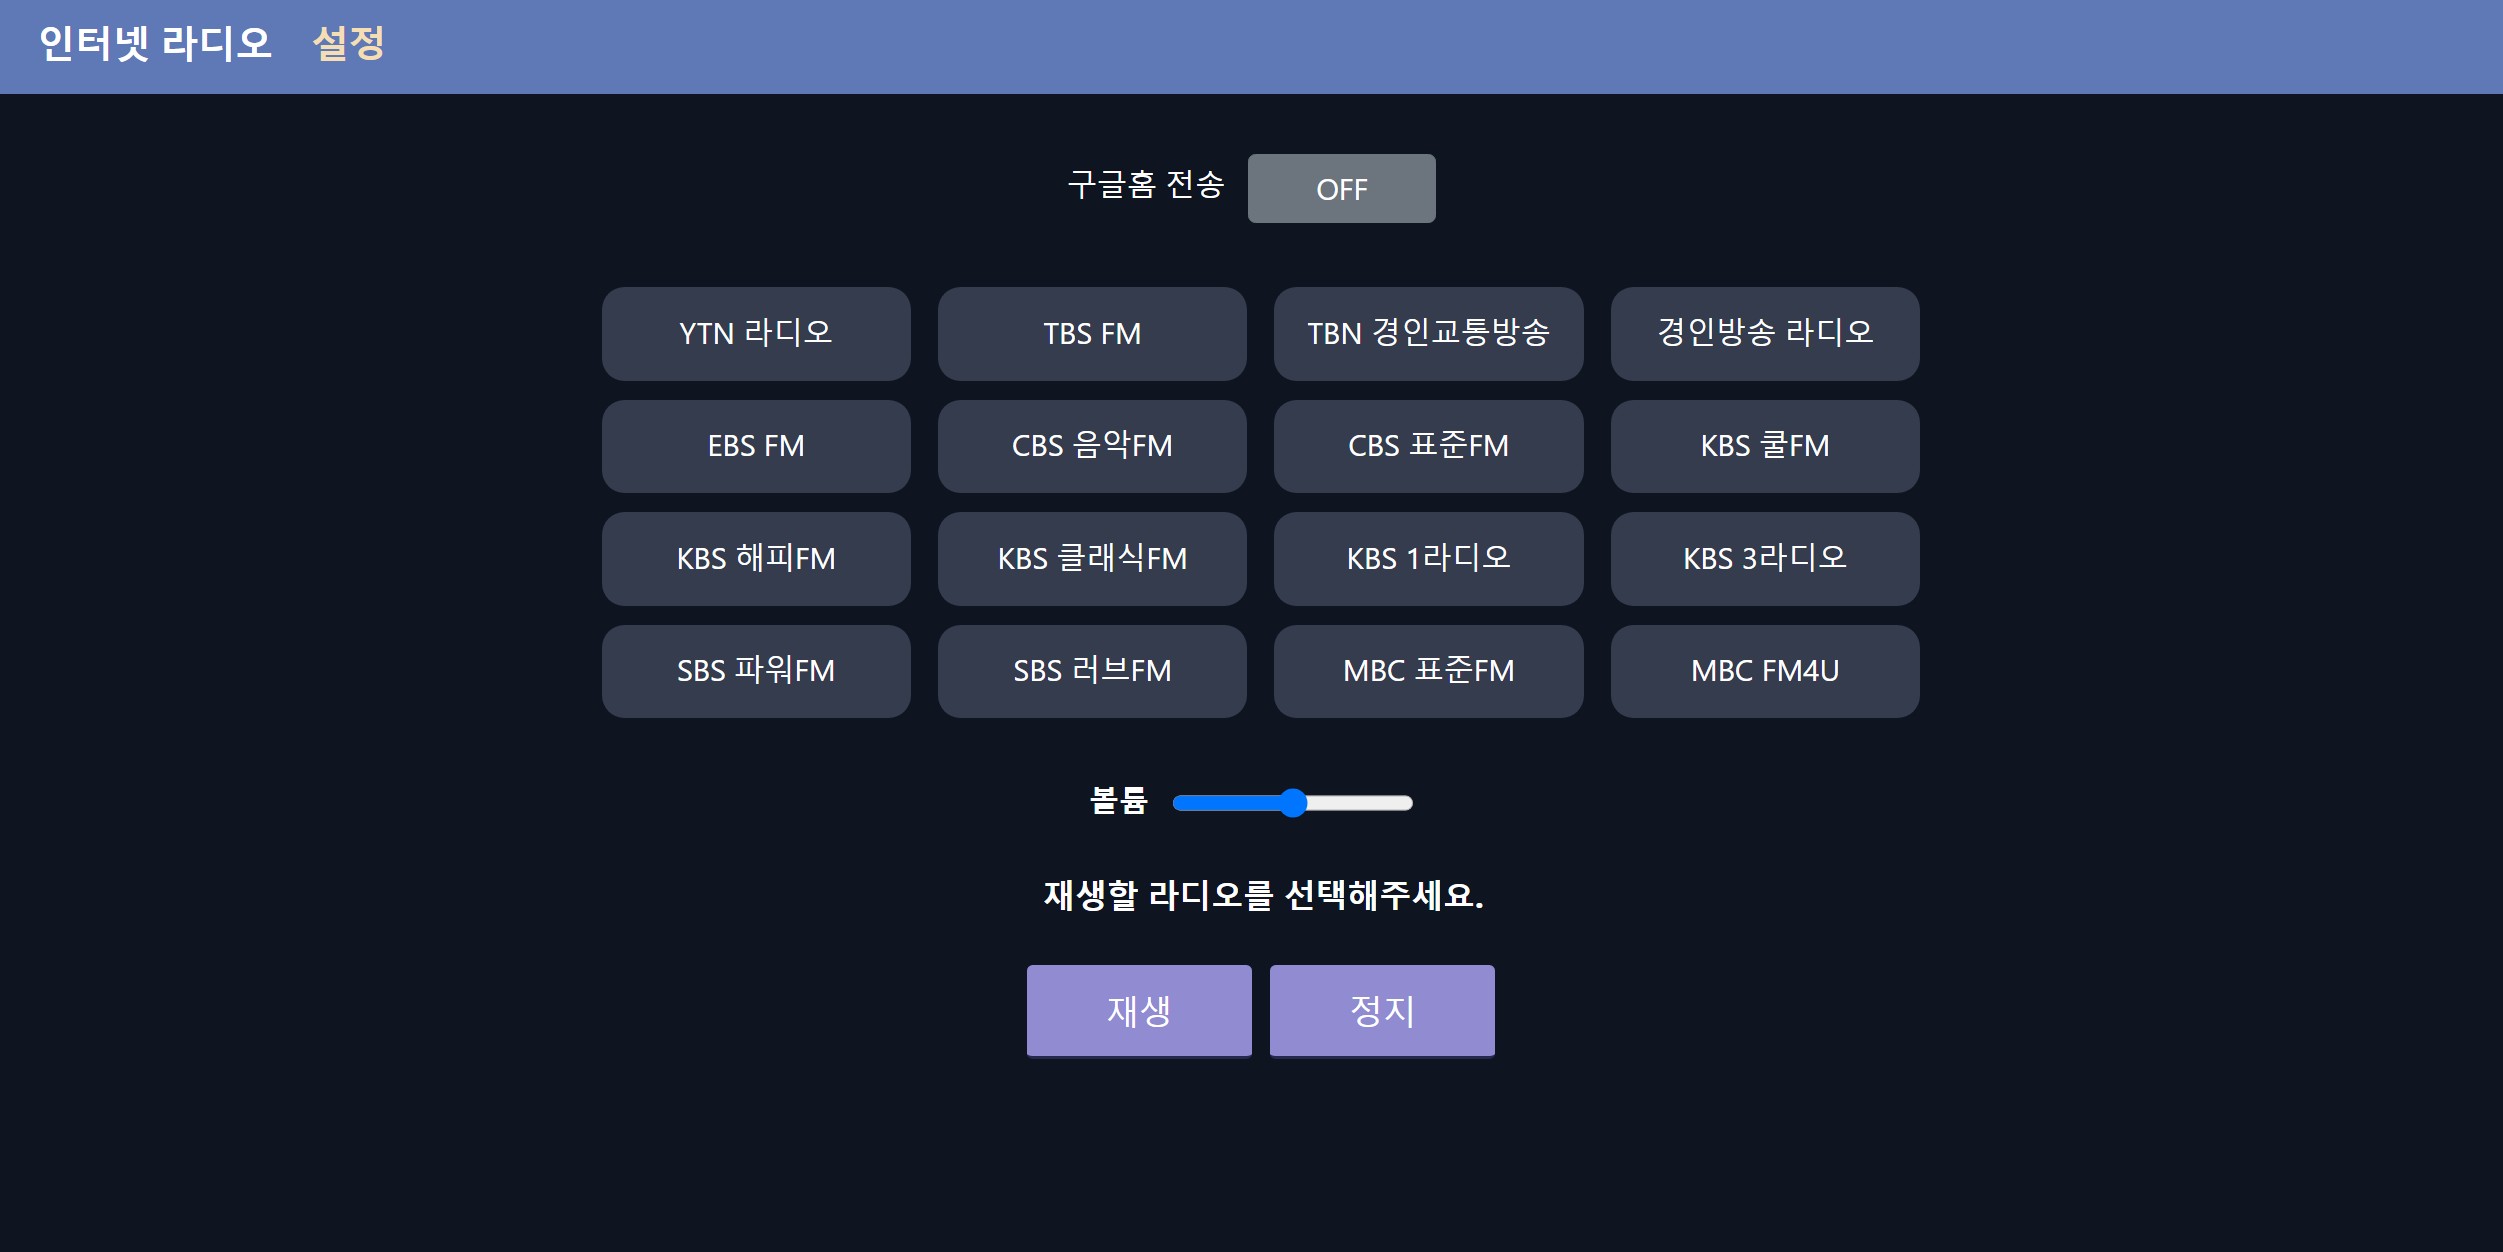 인터넷 라디오 설정
구글홈 전송 OFF
YTN 라디오 TBS FM TBN 경인교통방송 경인방송 라디오
EBS FM CBS 음악FM CBS 표준FM KBS 쿨FM
KBS 해피FM KBS 클래식FM KBS 1라디오 KBS 3라디오
SBS 파워FM SBS 러브FM MBC 표준FM MBC FM4U
볼륨
재생할 라디오를 선택해주세요.
재생 정지